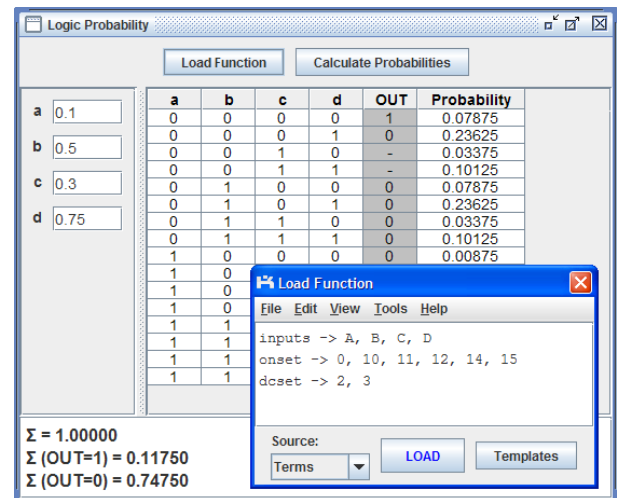 Logic Probability
Load Function Calculate Probabilities
a 0.1
b 0.5
c 0.3
d 0.75
a b c d OUT Probability
0 0 0 0 1 0.07875
0 0 0 1 0 0.23625
0 0 1 0 - 0.03375
0 0 1 1 - 0.10125
0 1 0 0 0 0.07875
0 1 0 1 0 0.23625
0 1 1 0 0 0.03375
0 1 1 1 0 0.10125
1 0 0 0 0 0.00875
1 0
1 0
1 0
1 1
1 1
1 1
1 1
Load Function
File Edit View Tools Help
inputs -> A, B, C, D
onset -> 0, 10, 11, 12, 14, 15
dcset -> 2, 3
Source:
Terms LOAD Templates
Σ = 1.00000
Σ (OUT=1) = 0.11750
Σ (OUT=0) = 0.74750